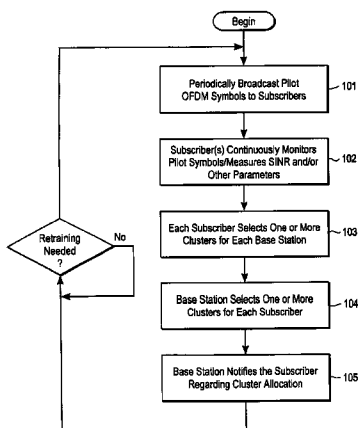 Begin
Periodically Broadcast Pilot
OFDM Symbols to Subscribers
101
Subscriber(s) Continuously Monitors
Pilot Symbols/Measures SINR and/or
Other Parameters
102
Each Subscriber Selects One or More
Clusters for Each Base Station
103
Base Station Selects One or More
Clusters for Each Subscriber
104
Base Station Notifies the Subscriber
Regarding Cluster Allocation
105
Retraining
Needed
?
No